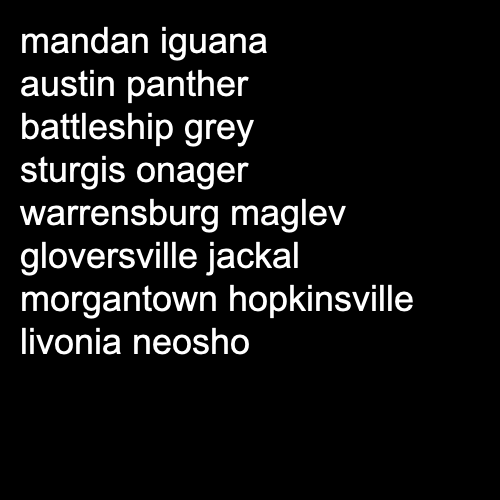 mandan iguana
austin panther
battleship grey
sturgis onager
warrensburg maglev
gloversville jackal
morgantown hopkinsville
livonia neosho